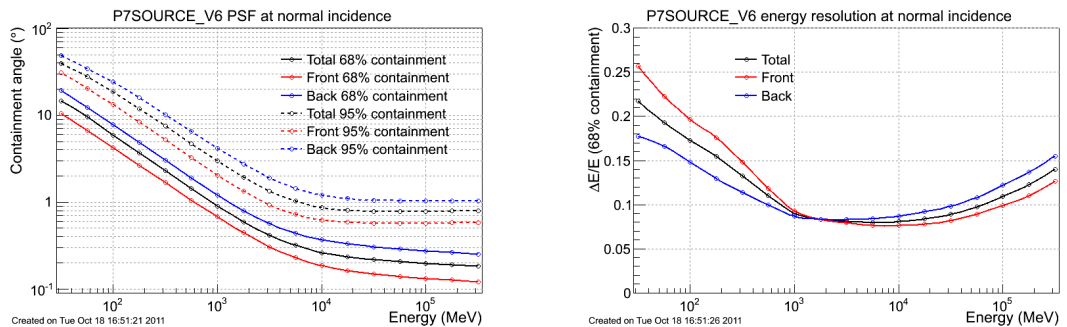 P7SOURCE_V6 PSF at normal incidence
Containment angle (°)
10²
10
1
10⁻¹
Total 68% containment
Front 68% containment
Back 68% containment
Total 95% containment
Front 95% containment
Back 95% containment
10² 10³ 10⁴ 10⁵
Energy (MeV)
Created on Tue Oct 18 16:51:21 2011
P7SOURCE_V6 energy resolution at normal incidence
ΔE/E (68% containment)
0.3
0.25
0.2
0.15
0.1
0.05
0
Total
Front
Back
10² 10³ 10⁴ 10⁵
Energy (MeV)
Created on Tue Oct 18 16:51:26 2011